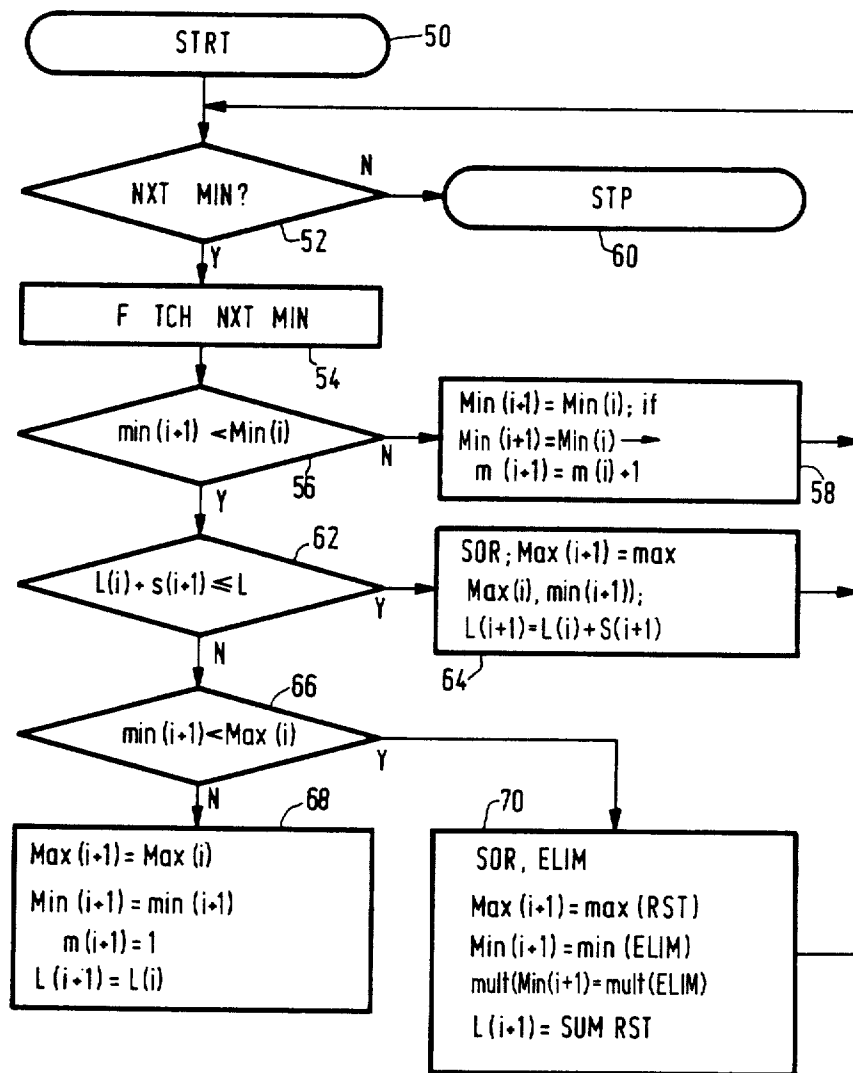 STRT
50
NXT MIN?
N
52
Y
STP
60
F TCH NXT MIN
54
min(i+1) <Min(i)
N
56
Y
Min(i+1)=Min(i); if
Min(i+1)=Min(i)→
m(i+1)=m(i)+1
58
62
L(i)+s(i+1)≤L
Y
N
SOR; Max(i+1)=max
Max(i), min(i+1));
L(i+1)=L(i)+S(i+1)
64
66
min(i+1)<Max(i)
Y
N
68
Max(i+1)=Max(i)
Min(i+1)=min(i+1)
m(i+1)=1
L(i+1)=L(i)
70
SOR, ELIM
Max(i+1)=max(RST)
Min(i+1)=min(ELIM)
mult(Min(i+1)=mult(ELIM)
L(i+1)= SUM RST